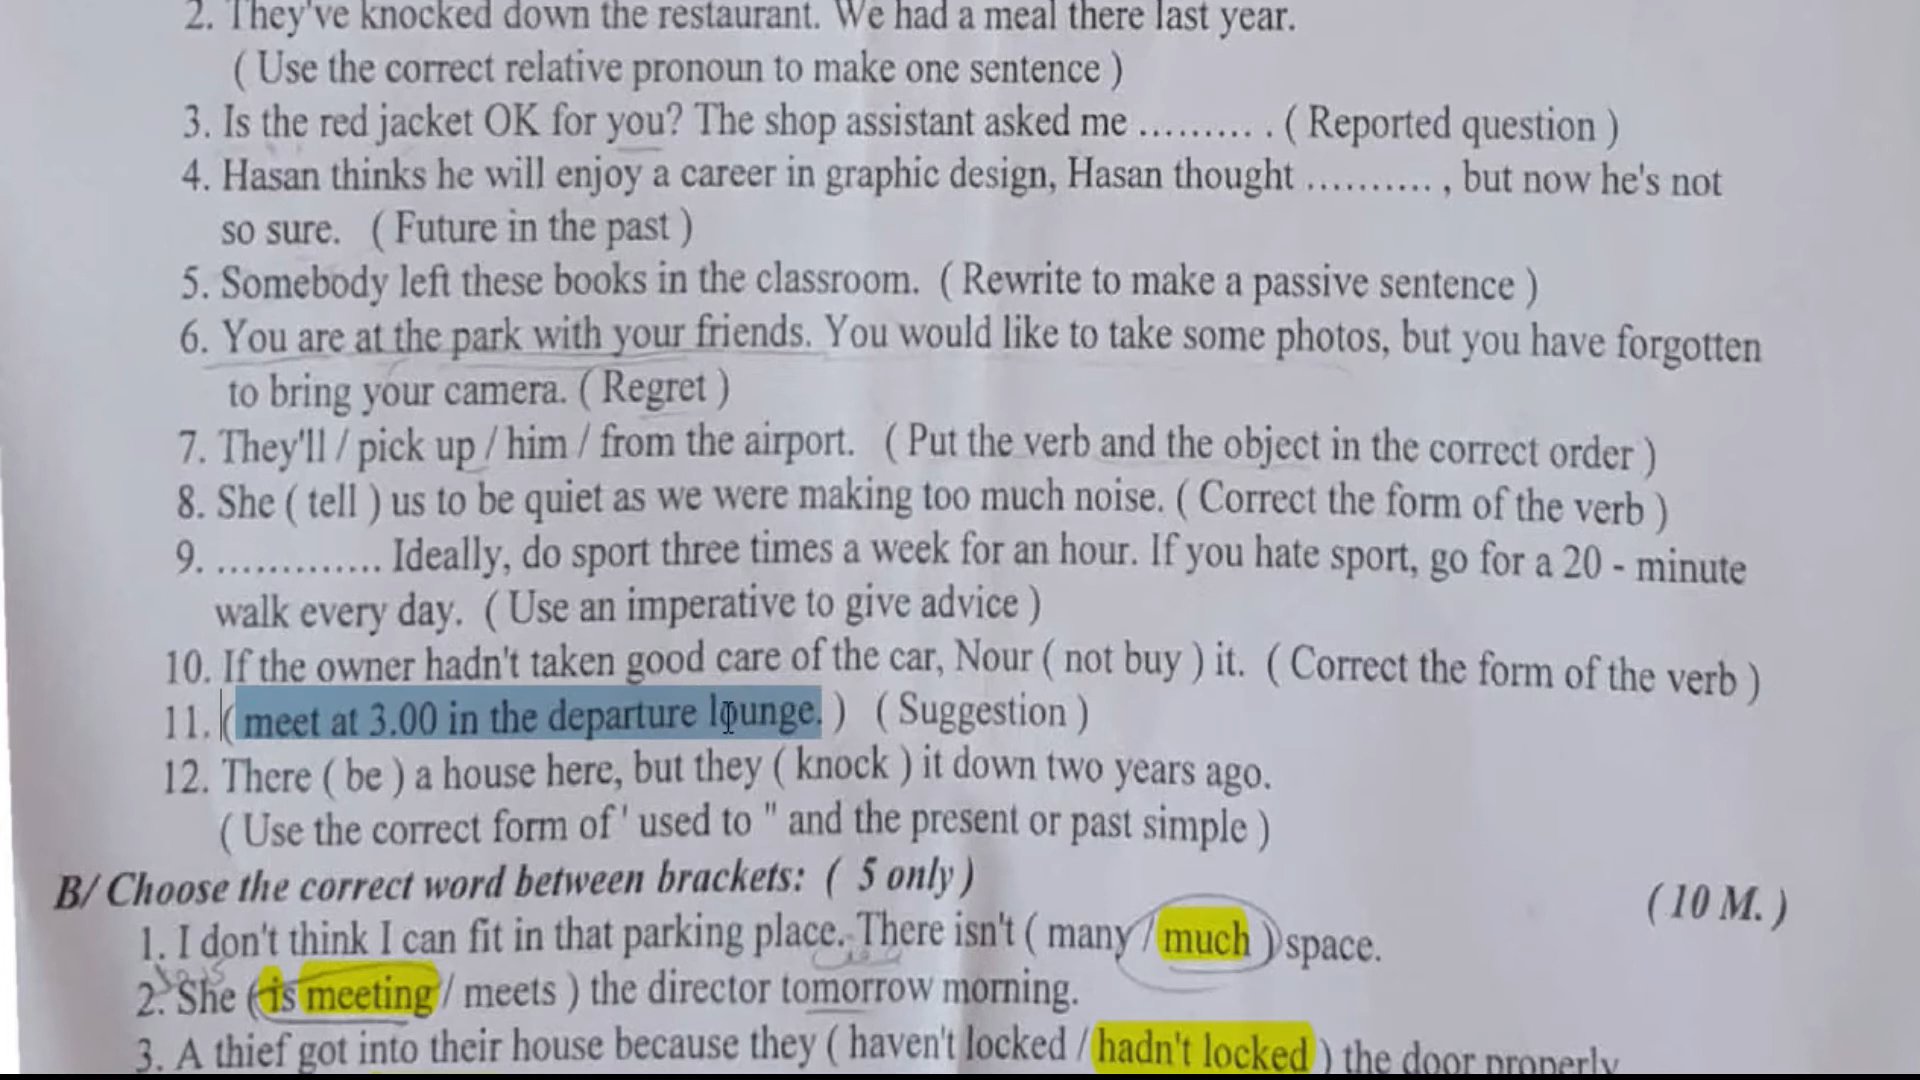 2. They've knocked down the restaurant. We had a meal there last year.
( Use the correct relative pronoun to make one sentence )
3. Is the red jacket OK for you? The shop assistant asked me .......... . ( Reported question )
4. Hasan thinks he will enjoy a career in graphic design, Hasan thought .......... , but now he's not
so sure. ( Future in the past )
5. Somebody left these books in the classroom. ( Rewrite to make a passive sentence )
6. You are at the park with your friends. You would like to take some photos, but you have forgotten
to bring your camera. ( Regret )
7. They'll / pick up / him / from the airport. ( Put the verb and the object in the correct order )
8. She ( tell ) us to be quiet as we were making too much noise. ( Correct the form of the verb )
9. ............. Ideally, do sport three times a week for an hour. If you hate sport, go for a 20 - minute
walk every day. ( Use an imperative to give advice )
10. If the owner hadn't taken good care of the car, Nour ( not buy ) it. ( Correct the form of the verb )
11. ( meet at 3.00 in the departure lounge. ) ( Suggestion )
12. There ( be ) a house here, but they ( knock ) it down two years ago.
( Use the correct form of ' used to " and the present or past simple )
B/ Choose the correct word between brackets: ( 5 only )
( 10 M. )
1. I don't think I can fit in that parking place. There isn't ( many / much ) space.
2. She ( is meeting / meets ) the director tomorrow morning.
3. A thief got into their house because they ( haven't locked / hadn't locked ) the door properly